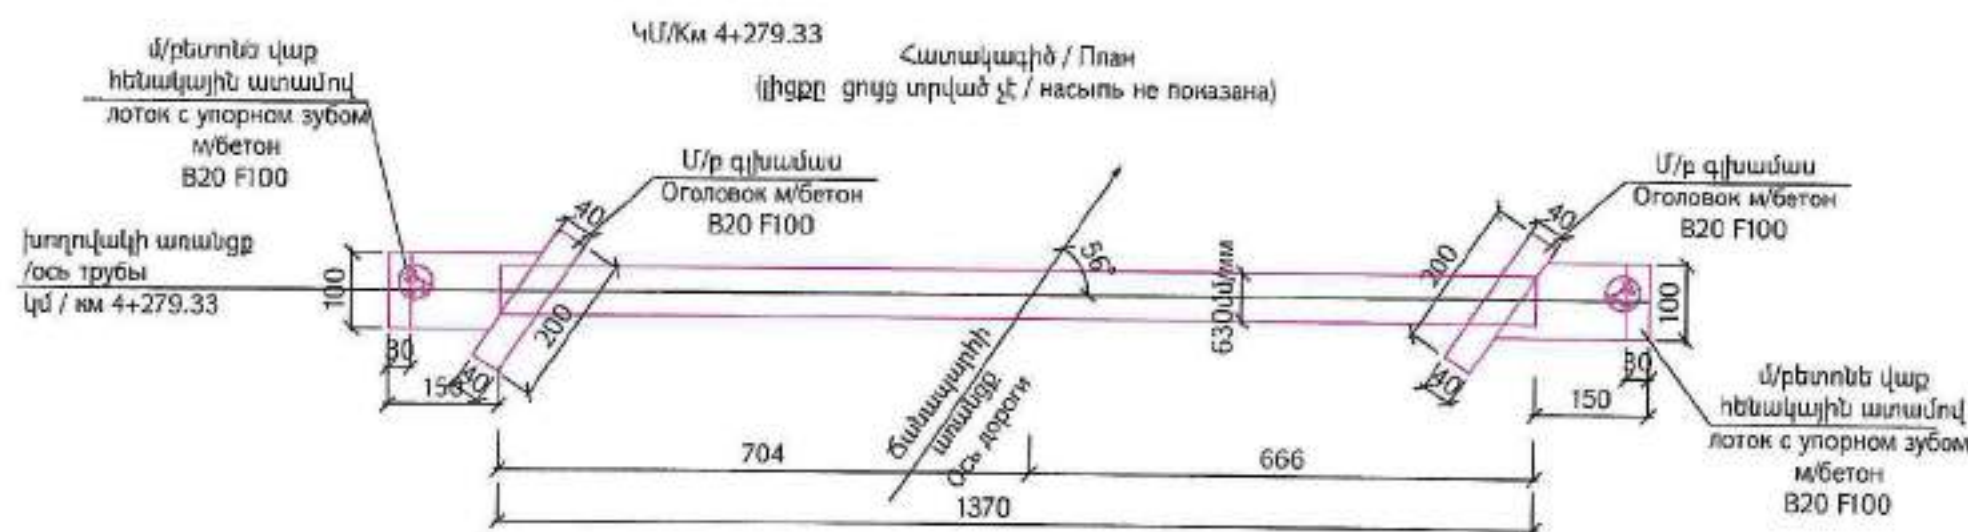 ԿՄ/Км 4+279.33
Հատակագիծ / План
(լիցքը ցույց տրված չէ / насыпь не показана)
մ/բետոնե վաք
հենակային ատամով
лоток с упорном зубом
м/бетон
B20 F100
Մ/բ գլխամաս
Оголовок м/бетон
B20 F100
Մ/բ գլխամաս
Оголовок м/бетон
B20 F100
խողովակի առանցք
/ось трубы
կմ / км 4+279.33
100
40
200
30
150
40
56°
630մմ/мм
200
40
100
40
30
150
Ճանապարհի
առանցք
Ось дороги
մ/բետոնե վաք
հենակային ատամով
лоток с упорном зубом
м/бетон
B20 F100
704
666
1370